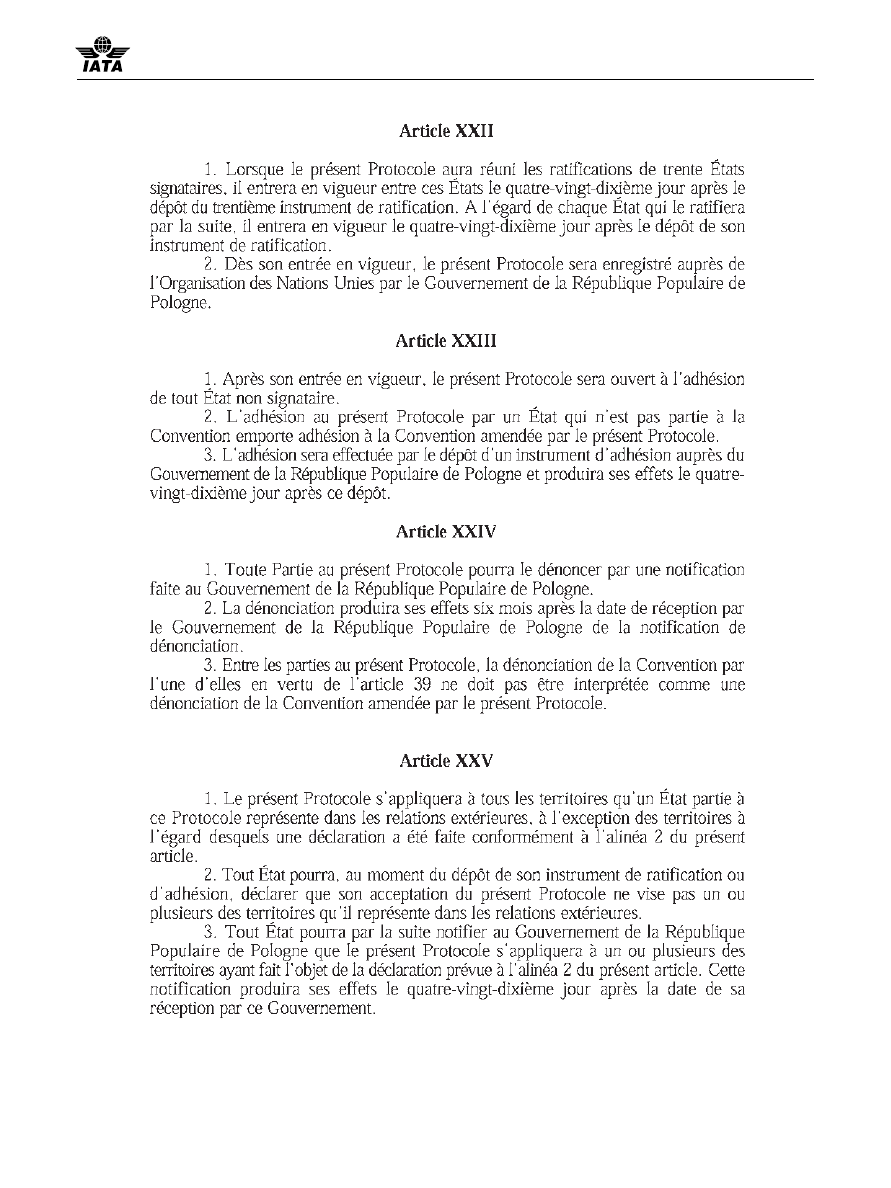 IATA
Article XXII
1. Lorsque le présent Protocole aura réuni les ratifications de trente États
signataires, il entrera en vigueur entre ces États le quatre-vingt-dixième jour après le
dépôt du trentième instrument de ratification. A l'égard de chaque État qui le ratifiera
par la suite, il entrera en vigueur le quatre-vingt-dixième jour après le dépôt de son
instrument de ratification.
2. Dès son entrée en vigueur, le présent Protocole sera enregistré auprès de
l'Organisation des Nations Unies par le Gouvernement de la République Populaire de
Pologne.
Article XXIII
1. Après son entrée en vigueur, le présent Protocole sera ouvert à l'adhésion
de tout État non signataire.
2. L'adhésion au présent Protocole par un État qui n'est pas partie à la
Convention emporte adhésion à la Convention amendée par le présent Protocole.
3. L'adhésion sera effectuée par le dépôt d'un instrument d'adhésion auprès du
Gouvernement de la République Populaire de Pologne et produira ses effets le quatre-
vingt-dixième jour après ce dépôt.
Article XXIV
1. Toute Partie au présent Protocole pourra le dénoncer par une notification
faite au Gouvernement de la République Populaire de Pologne.
2. La dénonciation produira ses effets six mois après la date de réception par
le Gouvernement de la République Populaire de Pologne de la notification de
dénonciation.
3. Entre les parties au présent Protocole, la dénonciation de la Convention par
l'une d'elles en vertu de l'article 39 ne doit pas être interprétée comme une
dénonciation de la Convention amendée par le présent Protocole.
Article XXV
1. Le présent Protocole s'appliquera à tous les territoires qu'un État partie à
ce Protocole représente dans les relations extérieures, à l'exception des territoires à
l'égard desquels une déclaration a été faite conformément à l'alinéa 2 du présent
article.
2. Tout État pourra, au moment du dépôt de son instrument de ratification ou
d'adhésion, déclarer que son acceptation du présent Protocole ne vise pas un ou
plusieurs des territoires qu'il représente dans les relations extérieures.
3. Tout État pourra par la suite notifier au Gouvernement de la République
Populaire de Pologne que le présent Protocole s'appliquera à un ou plusieurs des
territoires ayant fait l'objet de la déclaration prévue à l'alinéa 2 du présent article. Cette
notification produira ses effets le quatre-vingt-dixième jour après la date de sa
réception par ce Gouvernement.